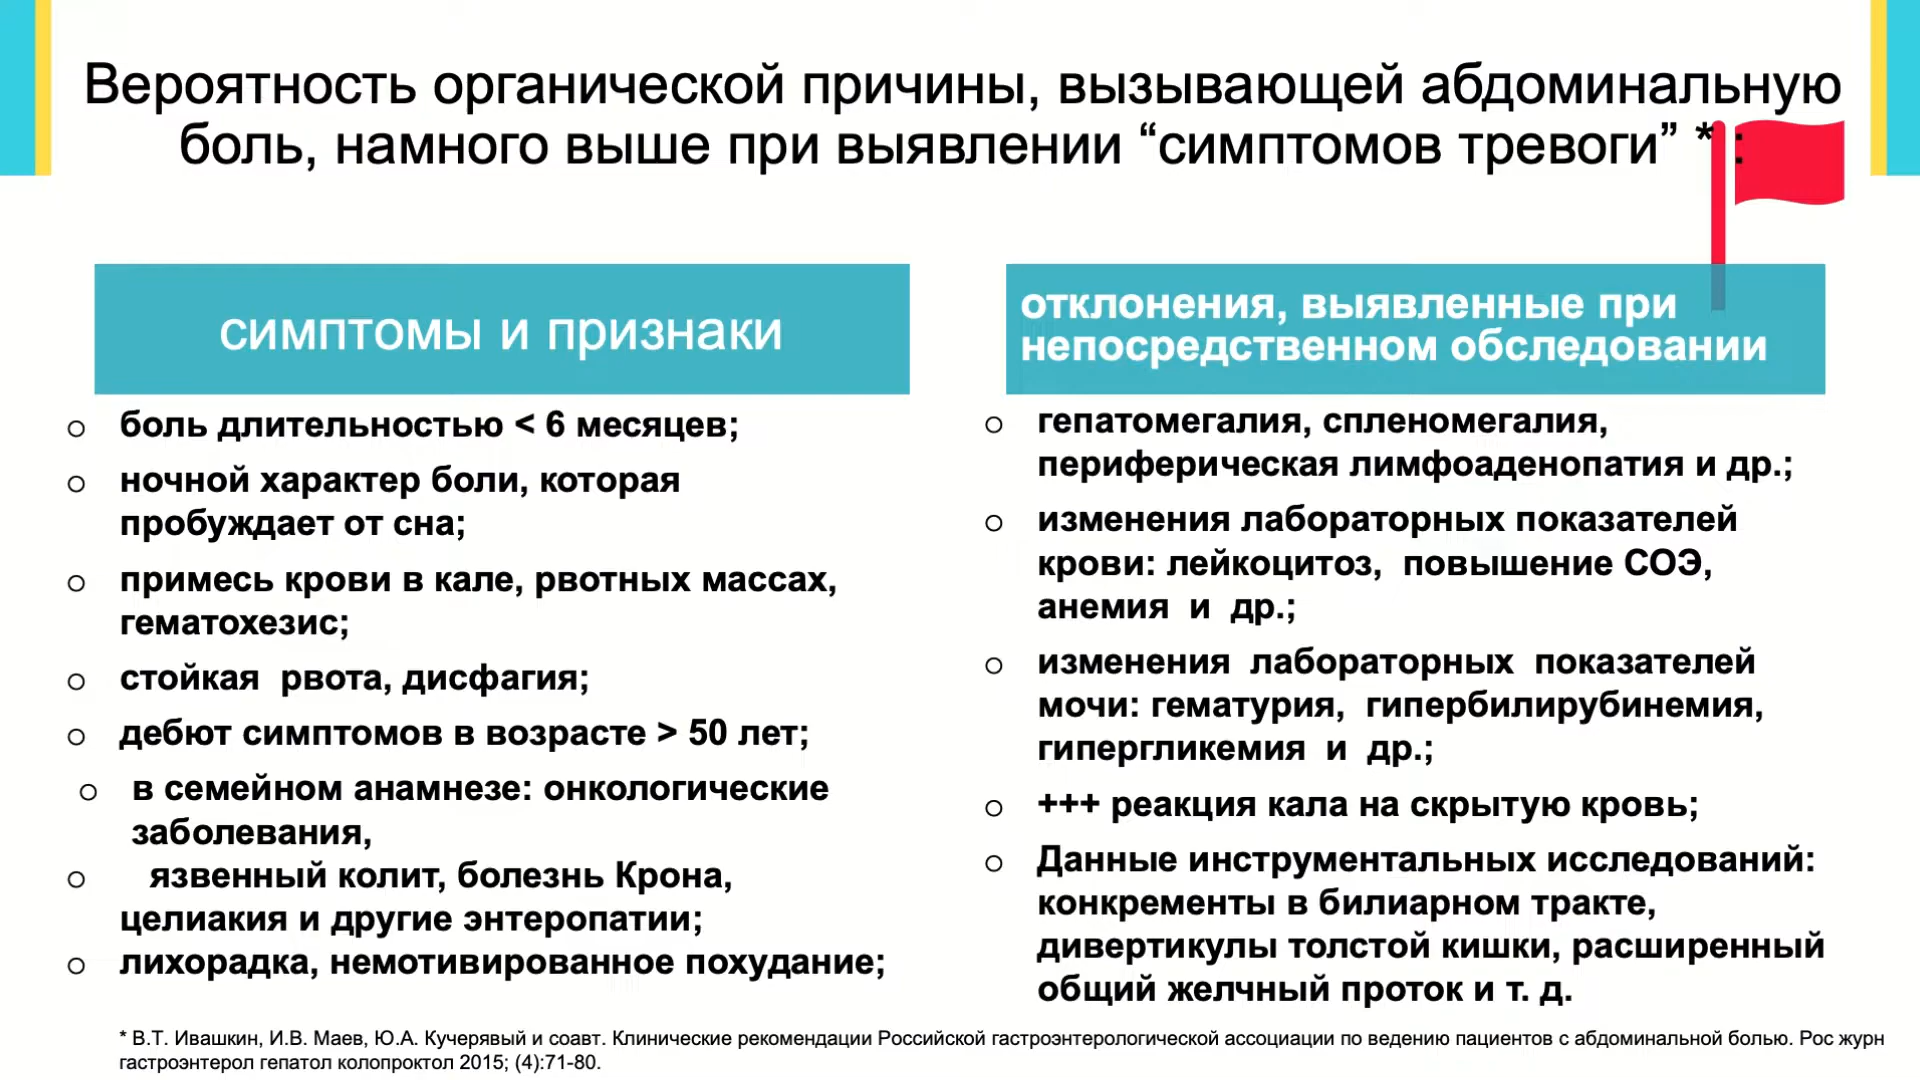 Вероятность органической причины, вызывающей абдоминальную
боль, намного выше при выявлении “симптомов тревоги” * :
симптомы и признаки
o боль длительностью < 6 месяцев;
o ночной характер боли, которая
пробуждает от сна;
o примесь крови в кале, рвотных массах,
гематохезис;
o стойкая рвота, дисфагия;
o дебют симптомов в возрасте > 50 лет;
o в семейном анамнезе: онкологические
заболевания,
o язвенный колит, болезнь Крона,
целиакия и другие энтеропатии;
o лихорадка, немотивированное похудание;
отклонения, выявленные при
непосредственном обследовании
o гепатомегалия, спленомегалия,
периферическая лимфоаденопатия и др.;
o изменения лабораторных показателей
крови: лейкоцитоз, повышение СОЭ,
анемия и др.;
o изменения лабораторных показателей
мочи: гематурия, гипербилирубинемия,
гипергликемия и др.;
o +++ реакция кала на скрытую кровь;
o Данные инструментальных исследований:
конкременты в билиарном тракте,
дивертикулы толстой кишки, расширенный
общий желчный проток и т. д.
* В.Т. Ивашкин, И.В. Маев, Ю.А. Кучерявый и соавт. Клинические рекомендации Российской гастроэнтерологической ассоциации по ведению пациентов с абдоминальной болью. Рос журн
гастроэнтерол гепатол колопроктол 2015; (4):71-80.